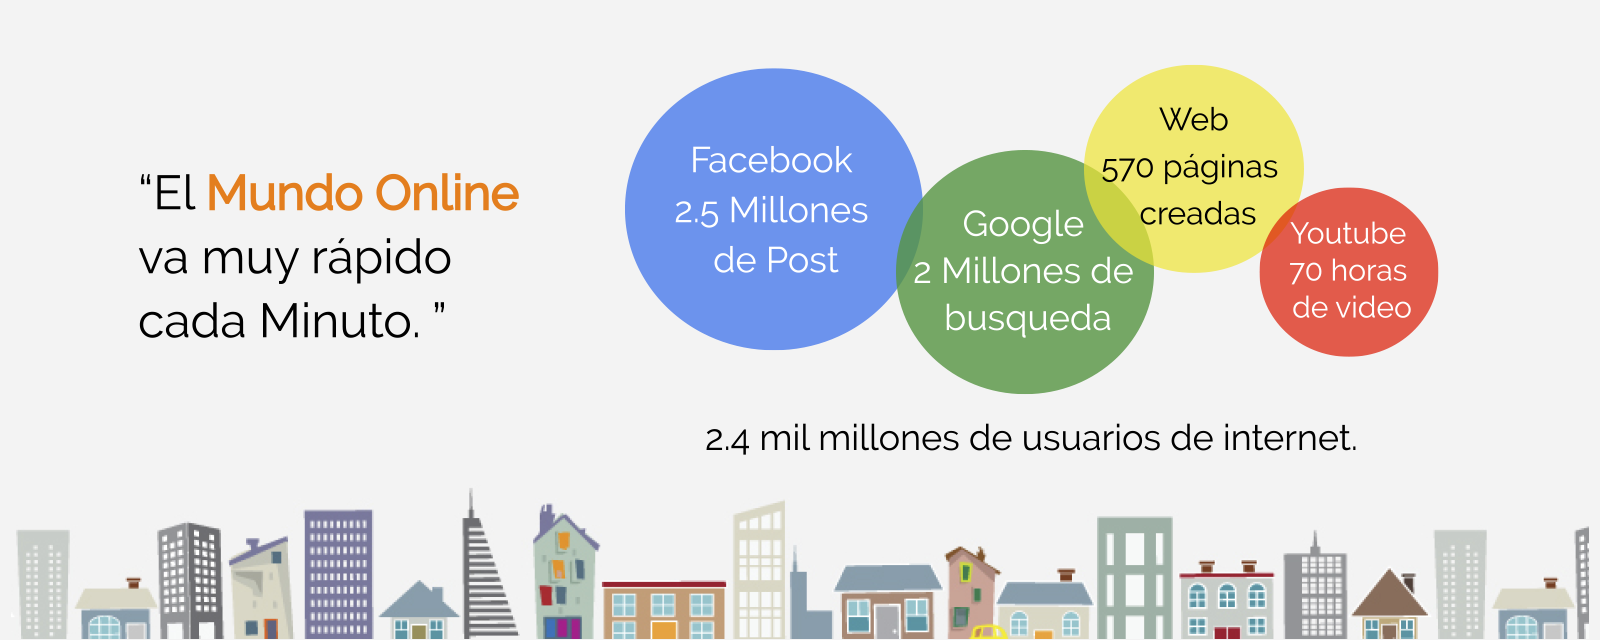 “El Mundo Online
va muy rápido
cada Minuto. ”
Facebook
2.5 Millones
de Post
Google
2 Millones de
busqueda
Web
570 páginas
creadas
Youtube
70 horas
de video
2.4 mil millones de usuarios de internet.